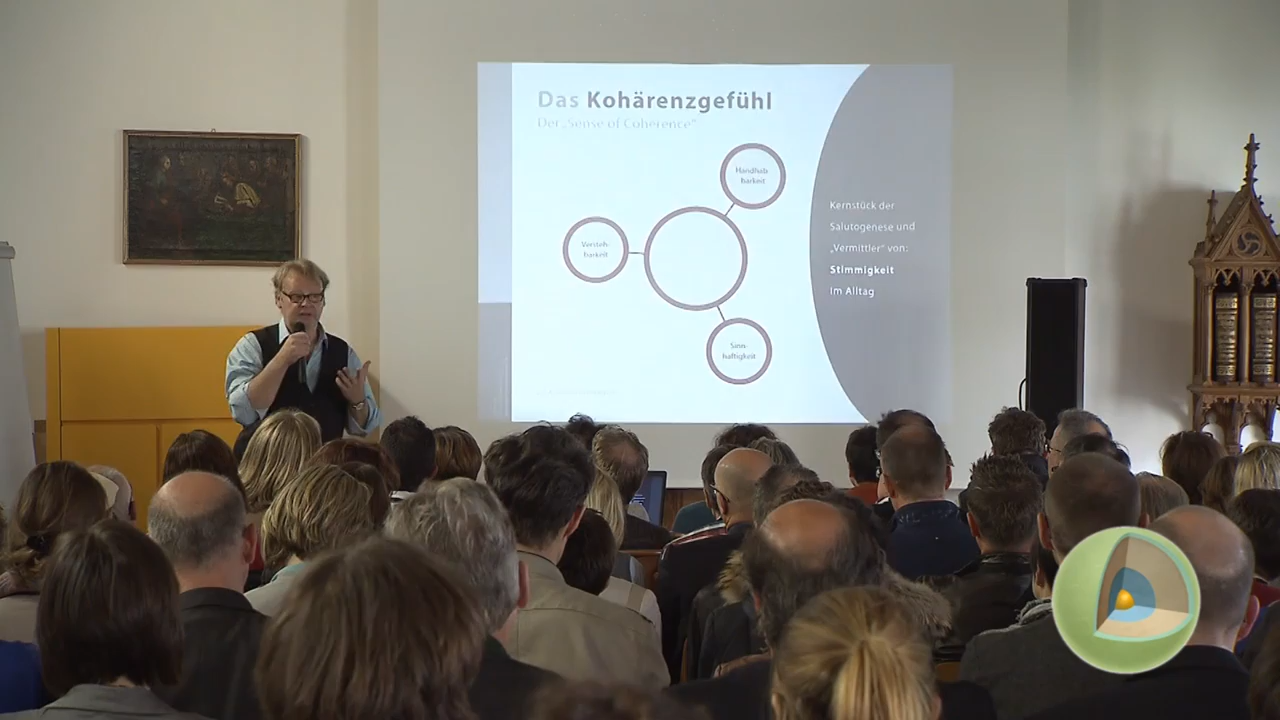 Das Kohärenzgefühl
Der „Sense of Coherence“
Handhab
barkeit
Versteh-
barkeit
Sinn-
haftigkeit
Kernstück der
Salutogenese und
„Vermittler“ von:
Stimmigkeit
im Alltag